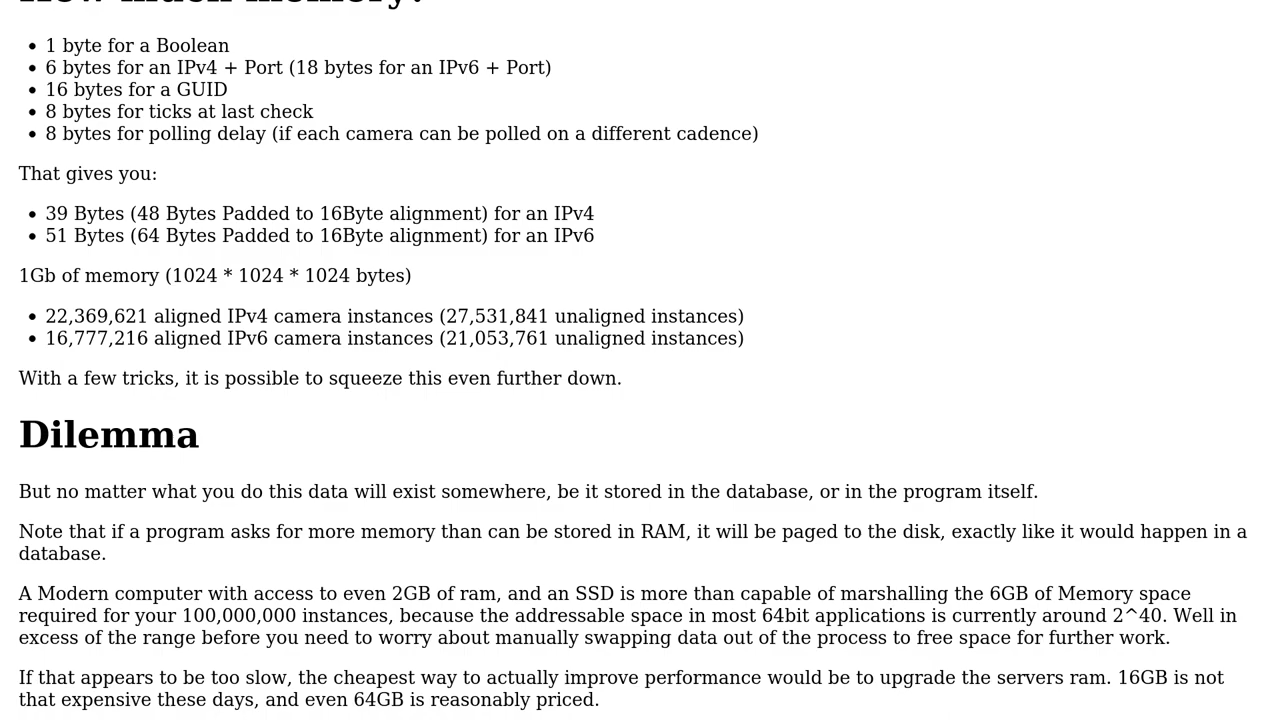 How much memory?
• 1 byte for a Boolean
• 6 bytes for an IPv4 + Port (18 bytes for an IPv6 + Port)
• 16 bytes for a GUID
• 8 bytes for ticks at last check
• 8 bytes for polling delay (if each camera can be polled on a different cadence)
That gives you:
• 39 Bytes (48 Bytes Padded to 16Byte alignment) for an IPv4
• 51 Bytes (64 Bytes Padded to 16Byte alignment) for an IPv6
1Gb of memory (1024 * 1024 * 1024 bytes)
• 22,369,621 aligned IPv4 camera instances (27,531,841 unaligned instances)
• 16,777,216 aligned IPv6 camera instances (21,053,761 unaligned instances)
With a few tricks, it is possible to squeeze this even further down.
Dilemma
But no matter what you do this data will exist somewhere, be it stored in the database, or in the program itself.
Note that if a program asks for more memory than can be stored in RAM, it will be paged to the disk, exactly like it would happen in a
database.
A Modern computer with access to even 2GB of ram, and an SSD is more than capable of marshalling the 6GB of Memory space
required for your 100,000,000 instances, because the addressable space in most 64bit applications is currently around 2^40. Well in
excess of the range before you need to worry about manually swapping data out of the process to free space for further work.
If that appears to be too slow, the cheapest way to actually improve performance would be to upgrade the servers ram. 16GB is not
that expensive these days, and even 64GB is reasonably priced.